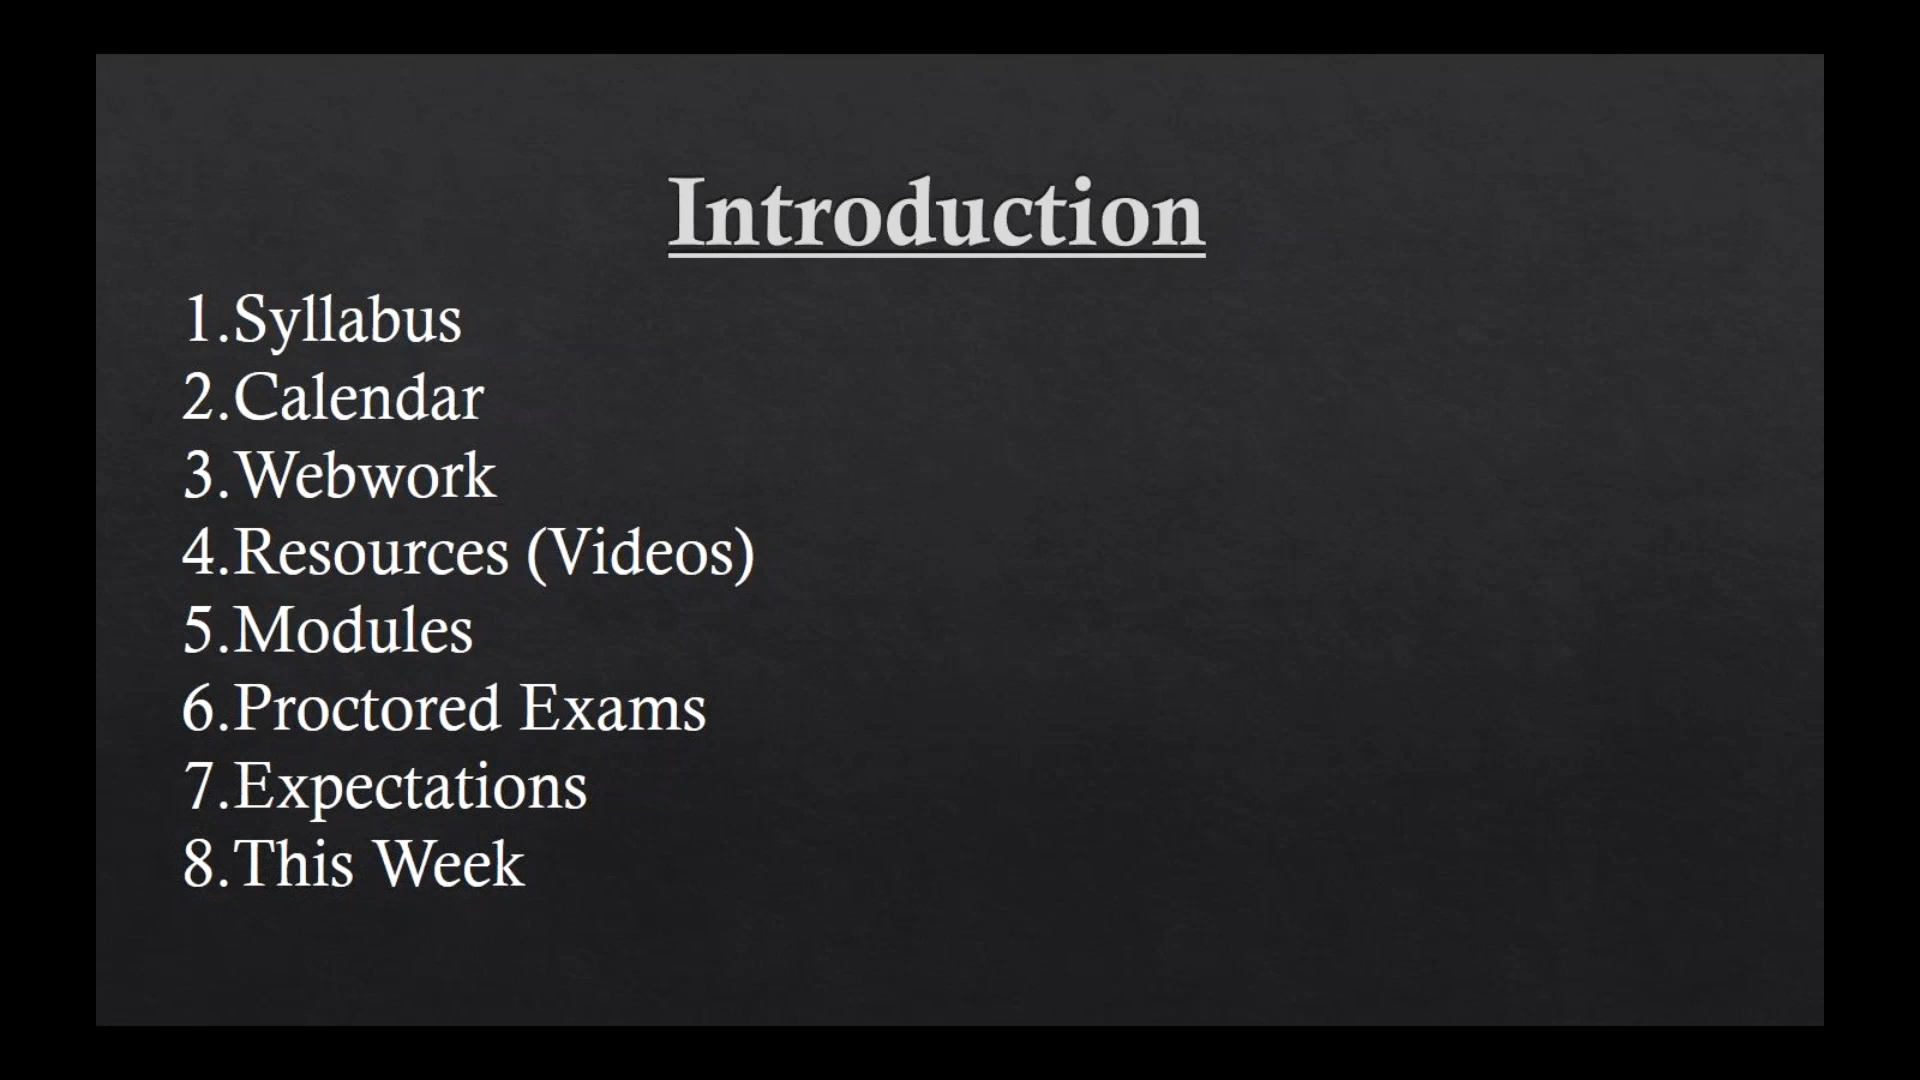 Introduction
1.Syllabus
2.Calendar
3.Webwork
4.Resources (Videos)
5.Modules
6.Proctored Exams
7.Expectations
8.This Week